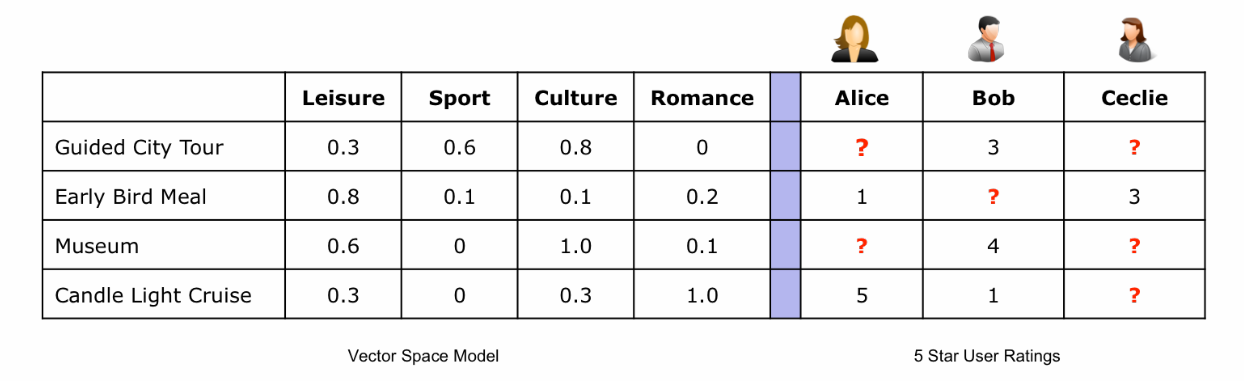 Leisure Sport Culture Romance Alice Bob Ceclie
Guided City Tour 0.3 0.6 0.8 0 ? 3 ?
Early Bird Meal 0.8 0.1 0.1 0.2 1 ? 3
Museum 0.6 0 1.0 0.1 ? 4 ?
Candle Light Cruise 0.3 0 0.3 1.0 5 1 ?
Vector Space Model 5 Star User Ratings